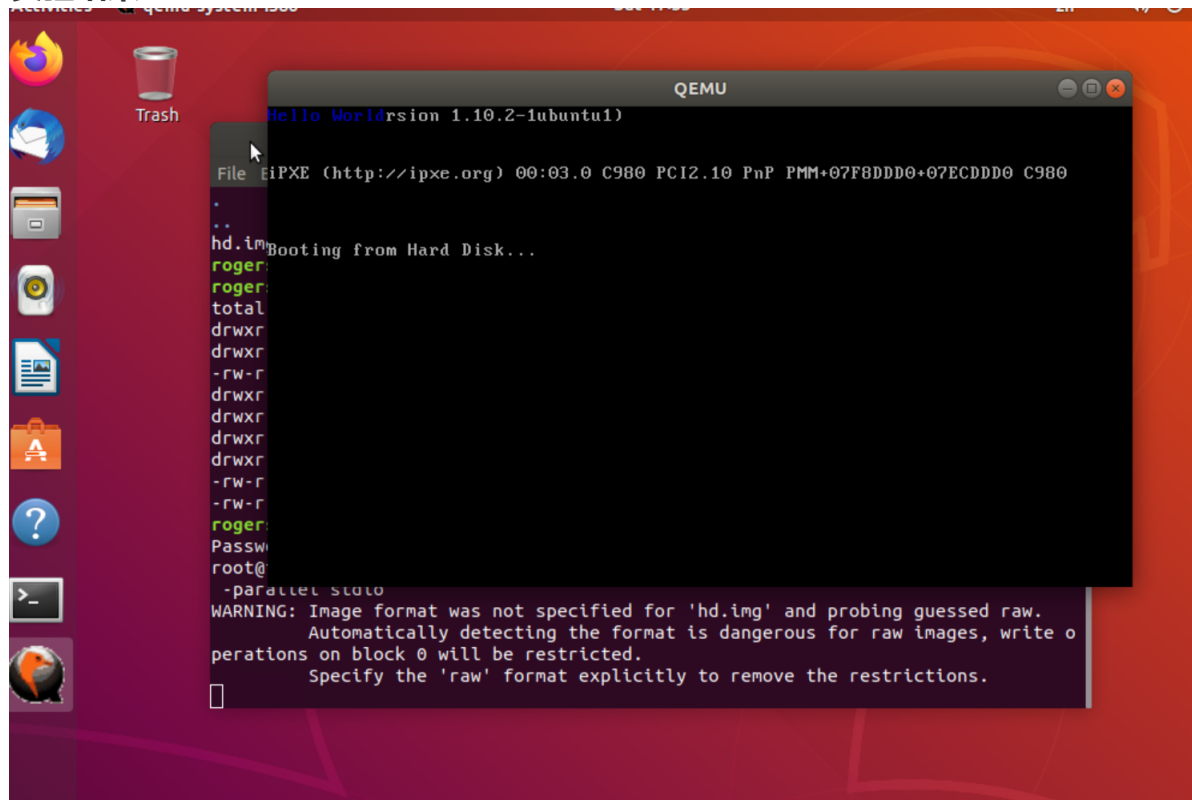 Activities qemu-system-i386
Trash
QEMU
Hello Worldrsion 1.10.2-1ubuntu1)
iPXE (http://ipxe.org) 00:03.0 C980 PCI2.10 PnP PMM+07F8DDD0+07ECDDD0 C980
Booting from Hard Disk...
File E
.
..
hd.im
roger
roger:
total
drwxr
drwxr
-rw-r
drwxr
drwxr
drwxr
drwxr
-rw-r
-rw-r
roger:
Passw
root@
-parallel stdio
WARNING: Image format was not specified for 'hd.img' and probing guessed raw.
Automatically detecting the format is dangerous for raw images, write o
perations on block 0 will be restricted.
Specify the 'raw' format explicitly to remove the restrictions.